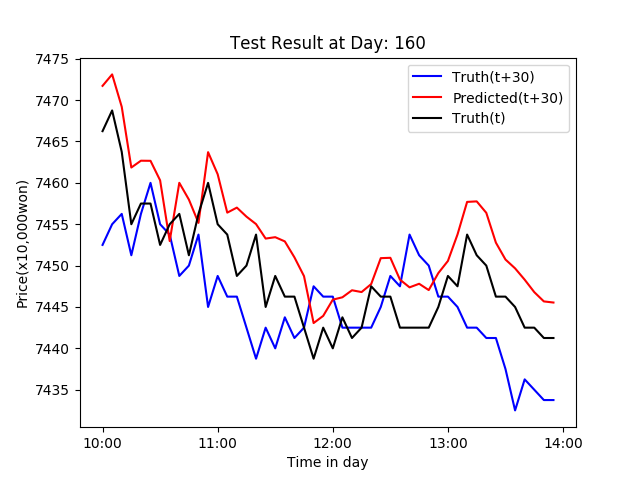 Test Result at Day: 160
Price(x10,000won)
7475
7470
7465
7460
7455
7450
7445
7440
7435
Truth(t+30)
Predicted(t+30)
Truth(t)
10:00 11:00 12:00 13:00 14:00
Time in day